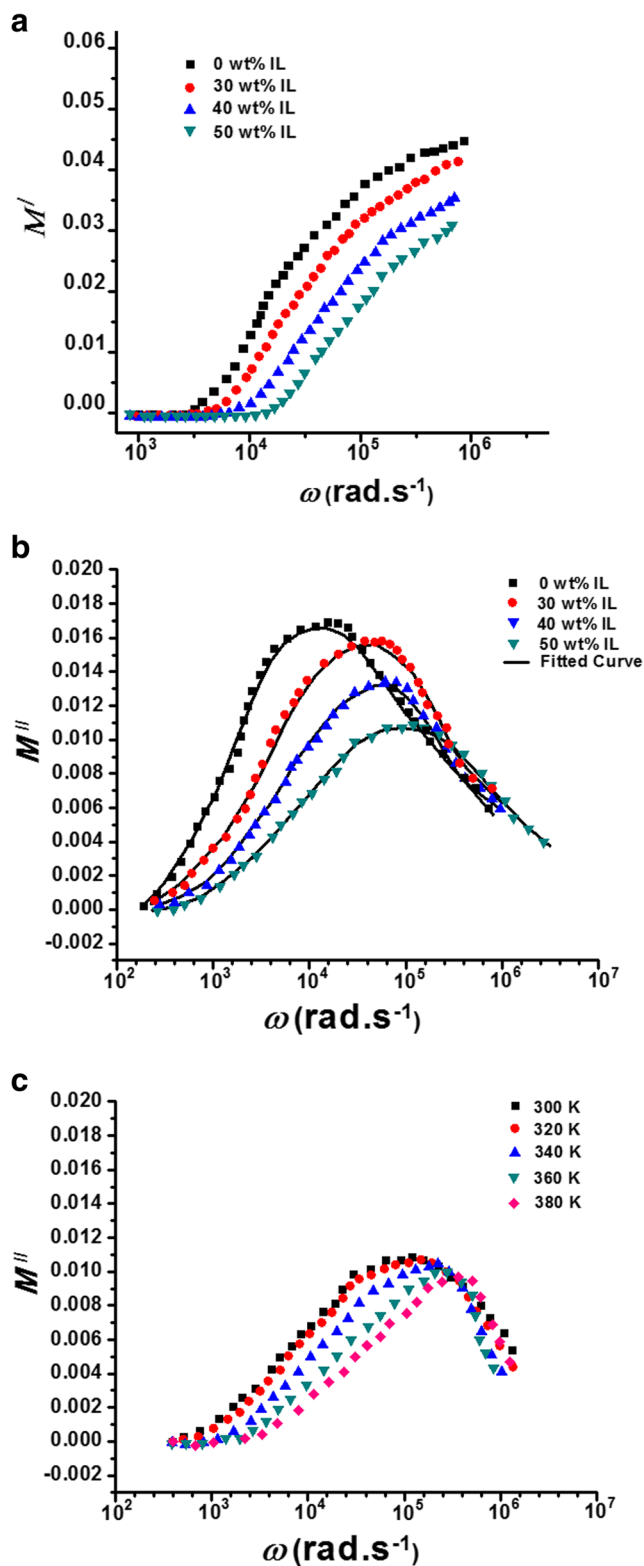 a
0.06
0.05
0.04
0.03
0.02
0.01
0.00
M/
0 wt% IL
30 wt% IL
40 wt% IL
50 wt% IL
10³ 10⁴ 10⁵ 10⁶
ω (rad.s⁻¹)
b
0.020
0.018
0.016
0.014
0.012
0.010
0.008
0.006
0.004
0.002
0.000
-0.002
M//
0 wt% IL
30 wt% IL
40 wt% IL
50 wt% IL
Fitted Curve
10² 10³ 10⁴ 10⁵ 10⁶ 10⁷
ω (rad.s⁻¹)
c
0.020
0.018
0.016
0.014
0.012
0.010
0.008
0.006
0.004
0.002
0.000
-0.002
M//
300 K
320 K
340 K
360 K
380 K
10² 10³ 10⁴ 10⁵ 10⁶ 10⁷
ω (rad.s⁻¹)